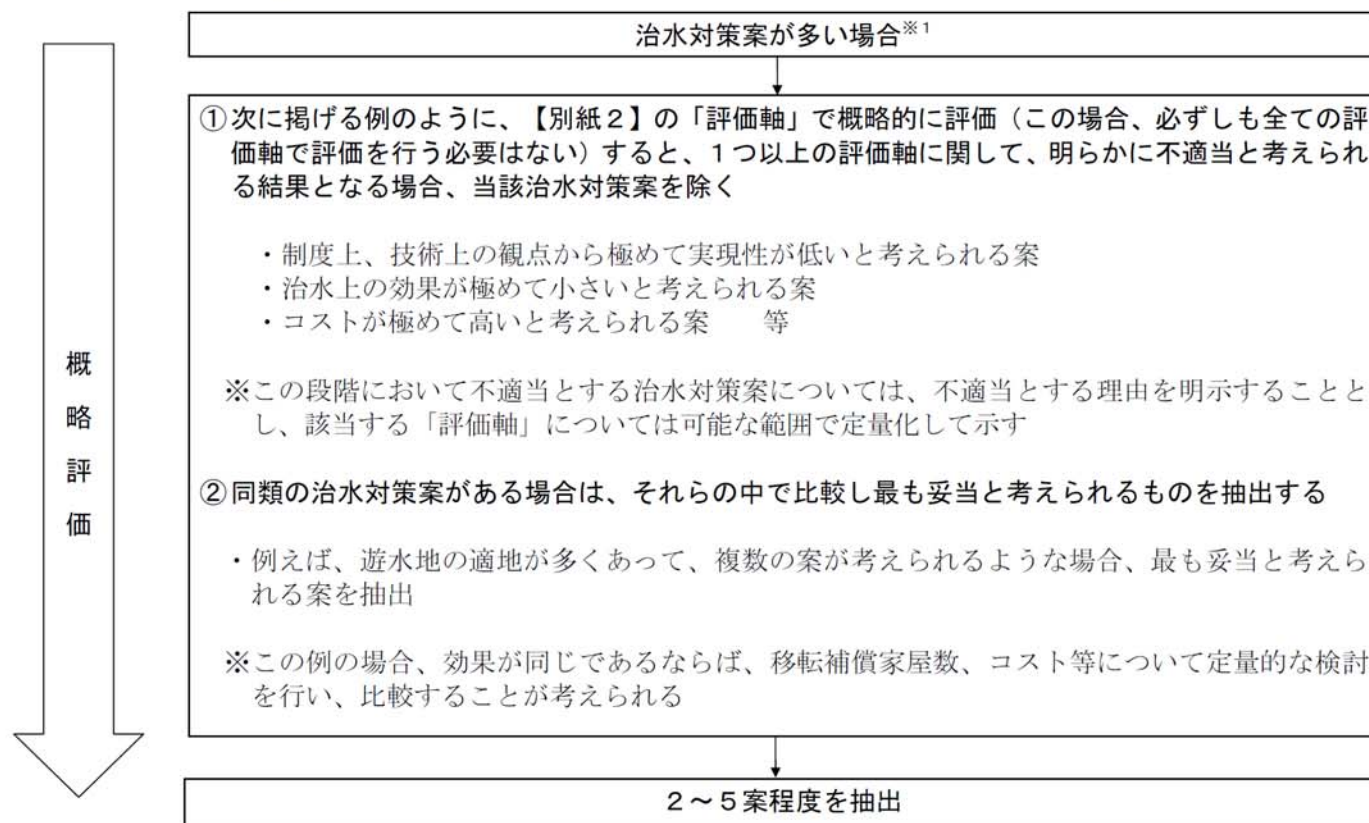 治水対策案が多い場合※1
①次に掲げる例のように、【別紙2】の「評価軸」で概略的に評価（この場合、必ずしも全ての評
価軸で評価を行う必要はない）すると、1つ以上の評価軸に関して、明らかに不適当と考えられ
る結果となる場合、当該治水対策案を除く
・制度上、技術上の観点から極めて実現性が低いと考えられる案
・治水上の効果が極めて小さいと考えられる案
・コストが極めて高いと考えられる案　　等
※この段階において不適当とする治水対策案については、不適当とする理由を明示することと
し、該当する「評価軸」については可能な範囲で定量化して示す
②同類の治水対策案がある場合は、それらの中で比較し最も妥当と考えられるものを抽出する
・例えば、遊水地の適地が多くあって、複数の案が考えられるような場合、最も妥当と考えら
れる案を抽出
※この例の場合、効果が同じであるならば、移転補償家屋数、コスト等について定量的な検討
を行い、比較することが考えられる
2～5案程度を抽出
概略評価